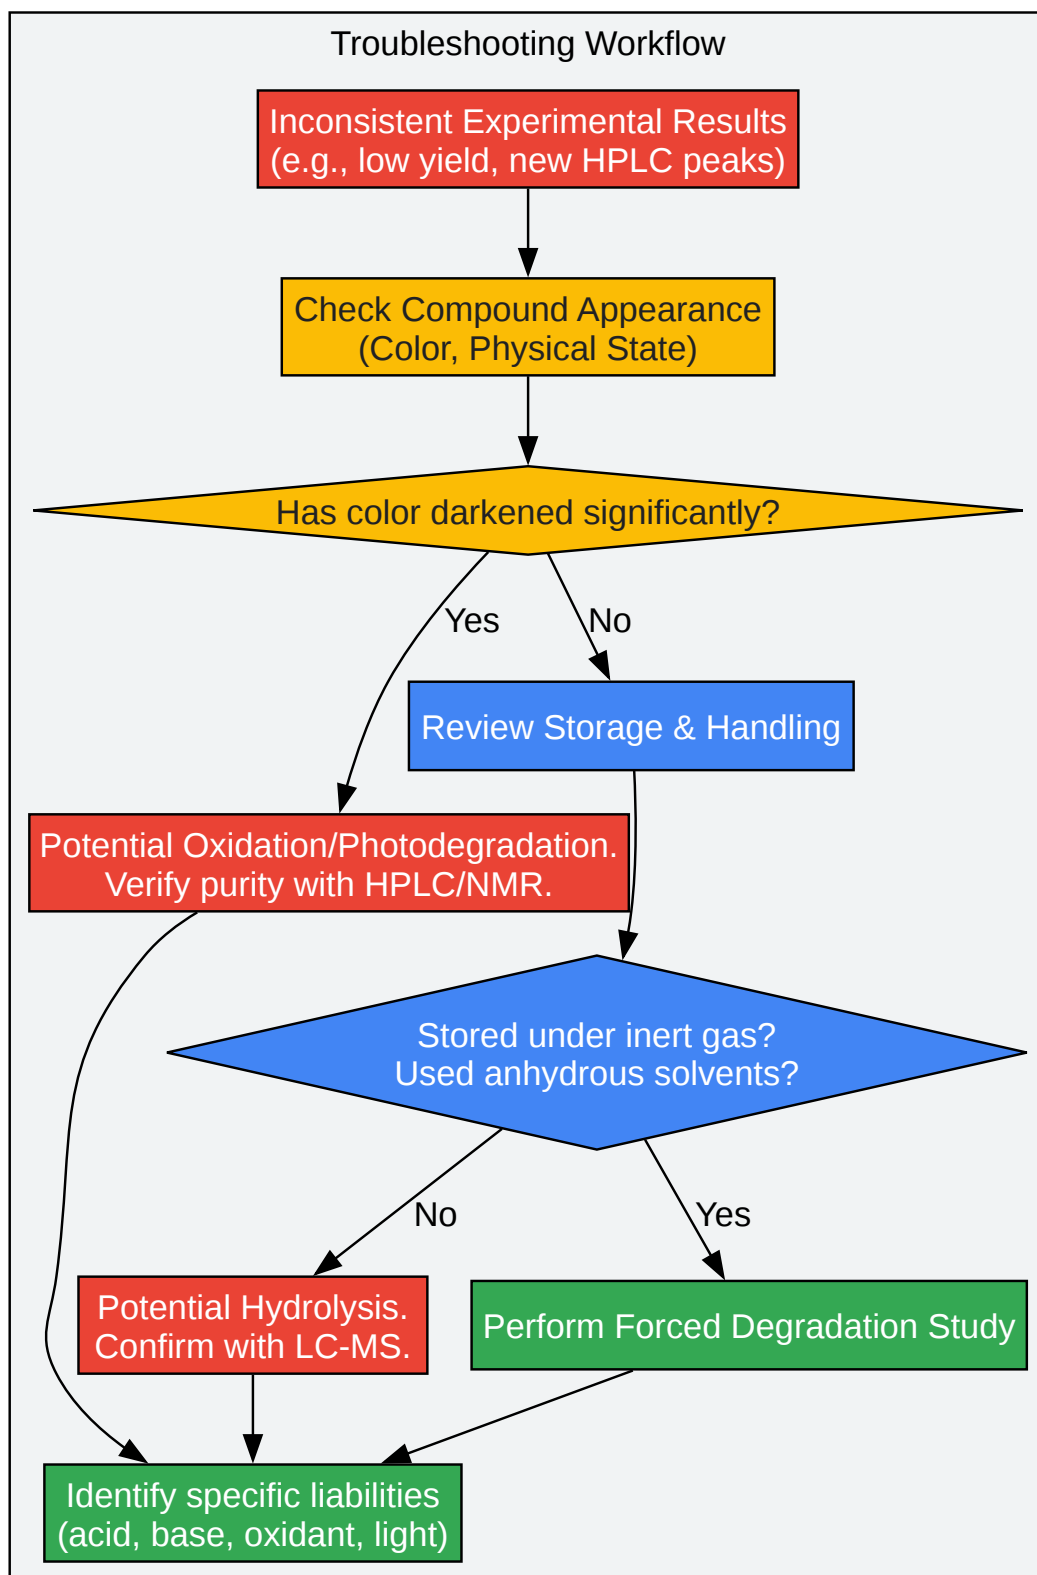 Troubleshooting Workflow
Inconsistent Experimental Results
(e.g., low yield, new HPLC peaks)
Check Compound Appearance
(Color, Physical State)
Has color darkened significantly?
Yes
No
Review Storage & Handling
Potential Oxidation/Photodegradation.
Verify purity with HPLC/NMR.
Stored under inert gas?
Used anhydrous solvents?
No
Yes
Potential Hydrolysis.
Confirm with LC-MS.
Perform Forced Degradation Study
Identify specific liabilities
(acid, base, oxidant, light)